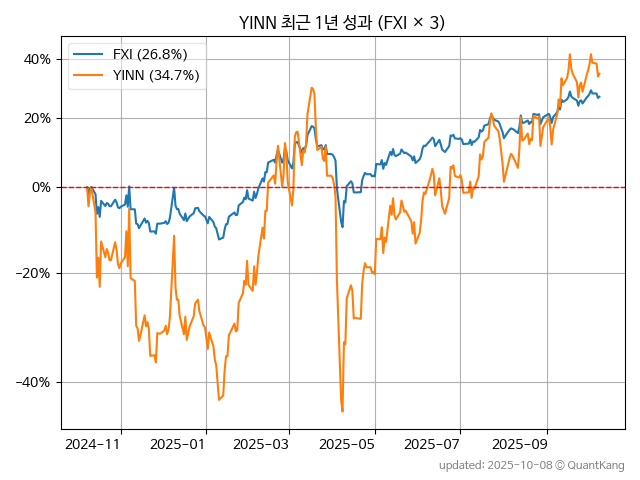 YINN 최근 1년 성과 (FXI × 3)
FXI (26.8%)
YINN (34.7%)
40%
20%
0%
−20%
−40%
2024−11
2025−01
2025−03
2025−05
2025−07
2025−09
updated: 2025-10-08 © QuantKang